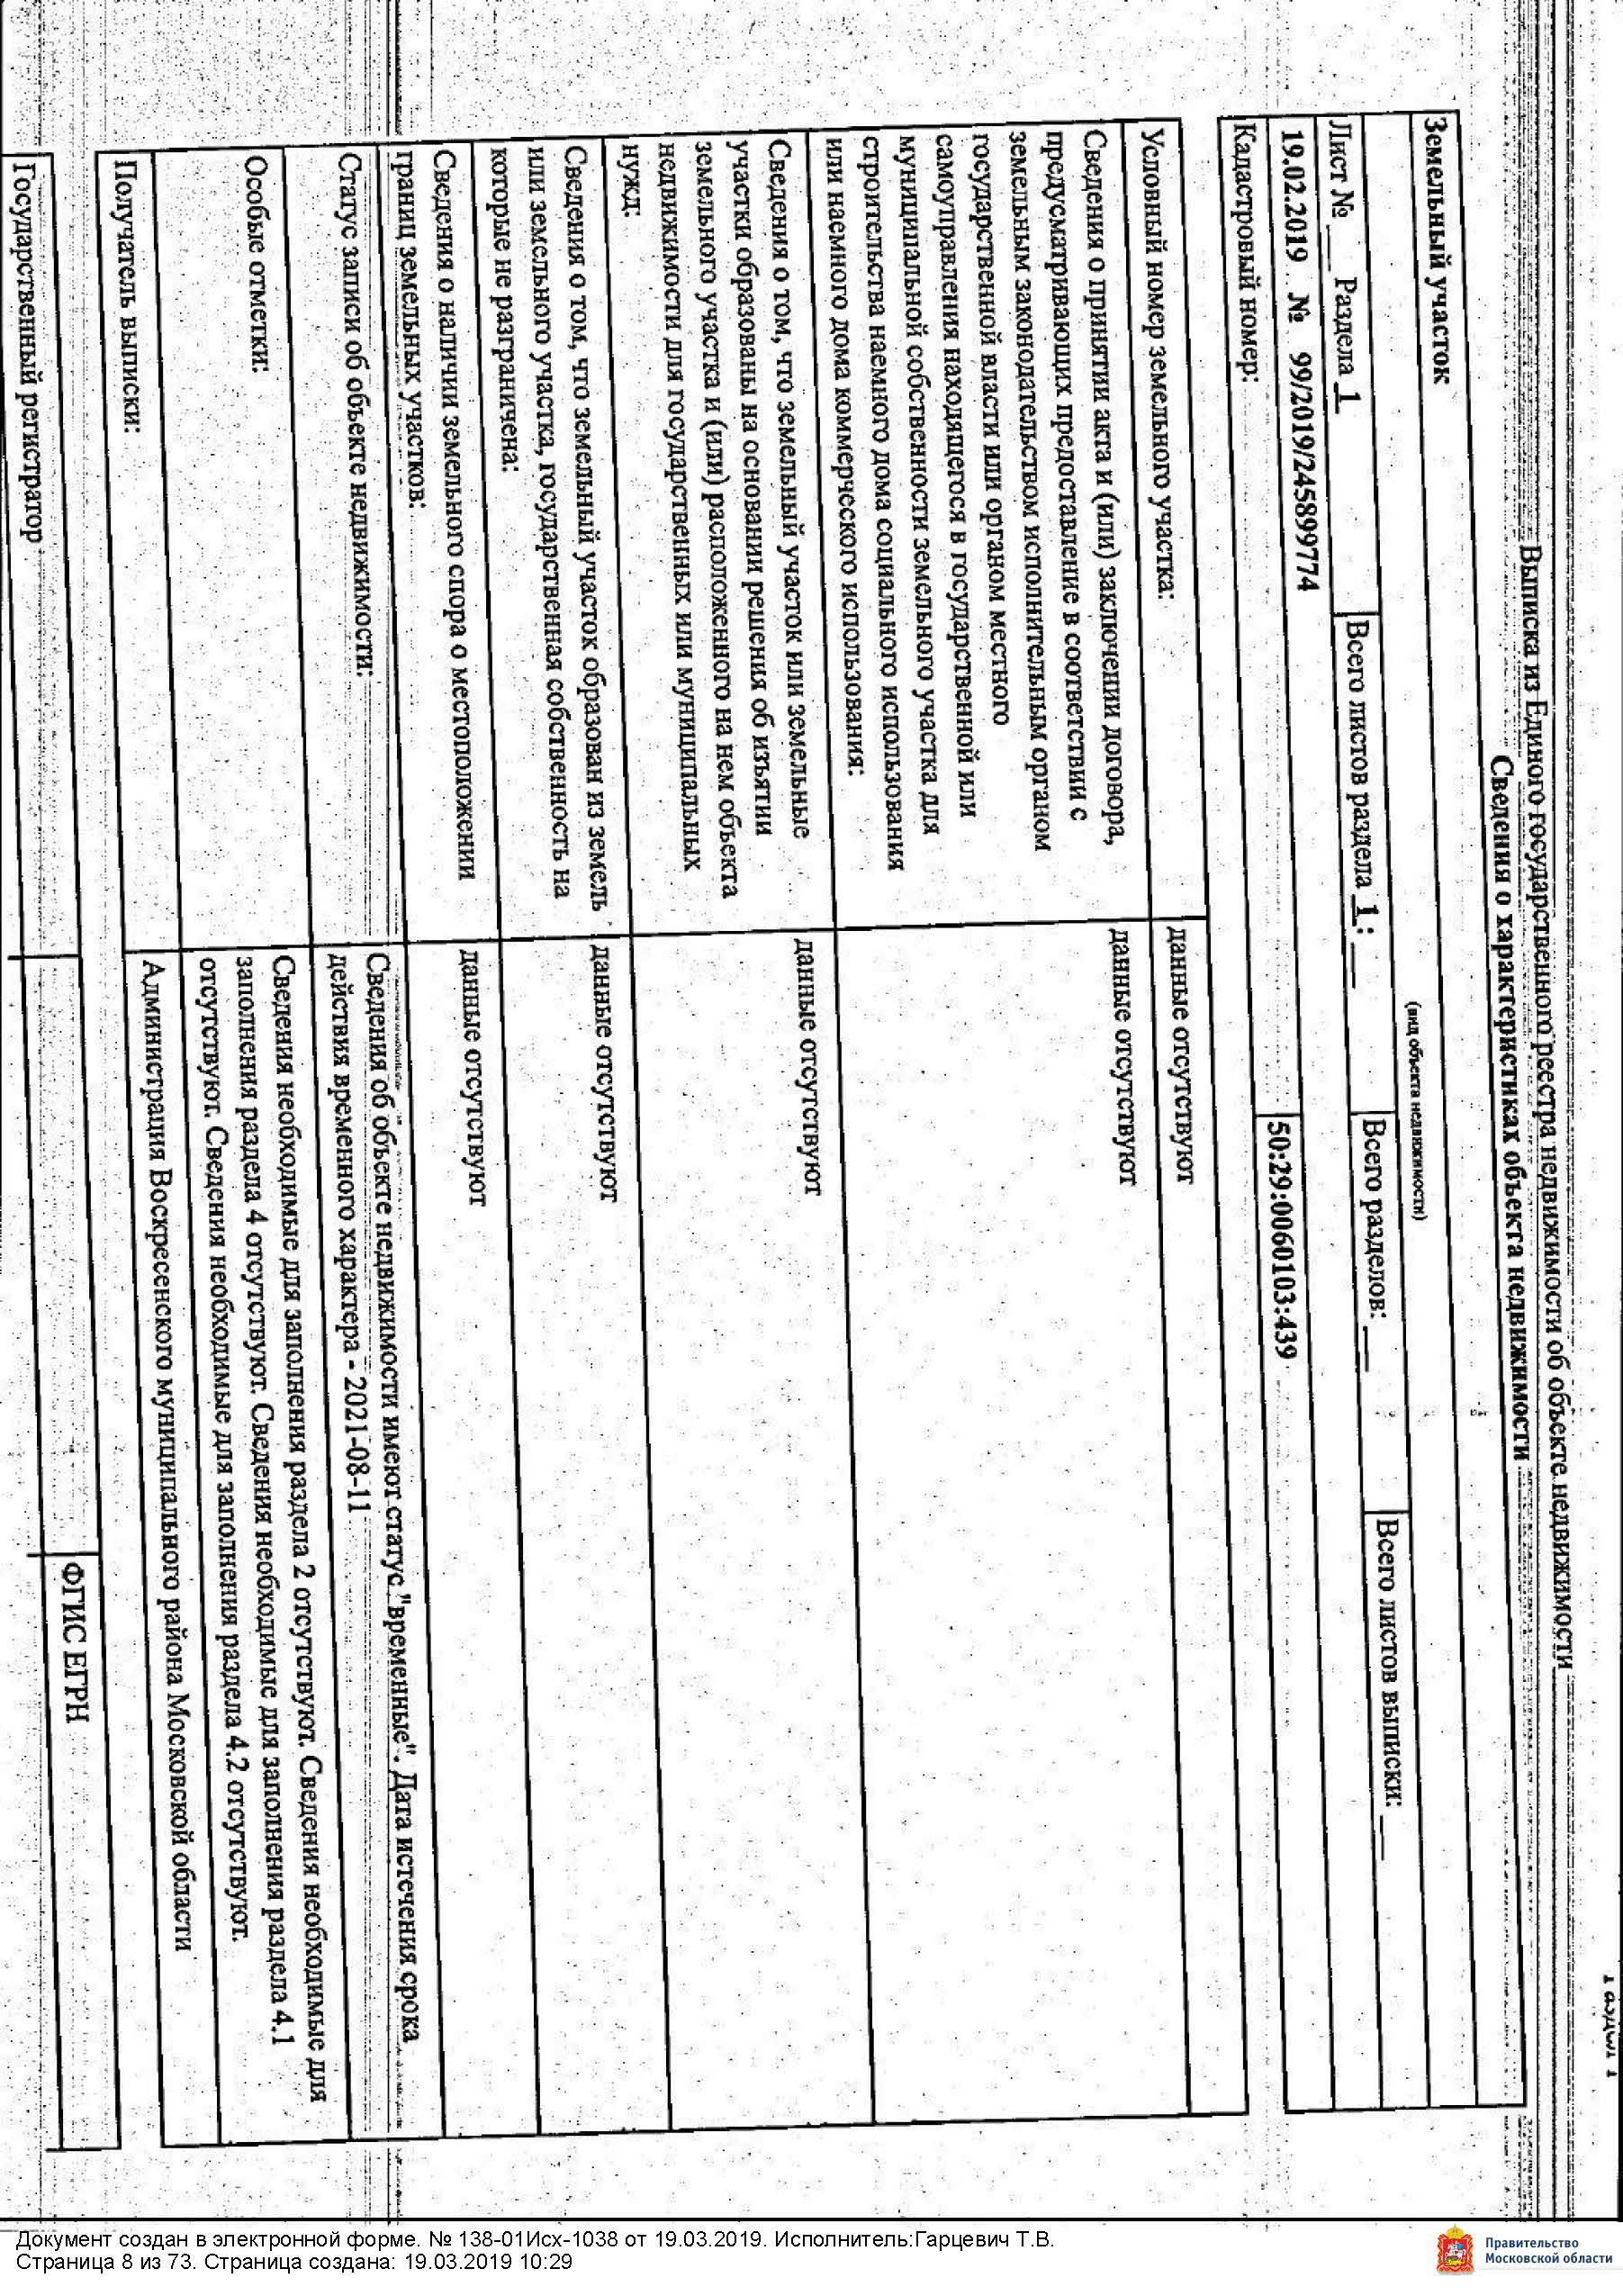 Раздел 1
Выписка из Единого государственного реестра недвижимости об объекте недвижимости
Сведения о характеристиках объекта недвижимости
Земельный участок
(вид объекта недвижимости)
Лист № ___ Раздела 1 Всего листов раздела 1: ___ Всего разделов: ___ Всего листов выписки: ___
19.02.2019 № 99/2019/245899774
Кадастровый номер: 50:29:0060103:439
Условный номер земельного участка: данные отсутствуют
Сведения о принятии акта и (или) заключении договора, данные отсутствуют
предусматривающих предоставление в соответствии с
земельным законодательством исполнительным органом
государственной власти или органом местного
самоуправления находящегося в государственной или
муниципальной собственности земельного участка для
строительства наемного дома социального использования
или наемного дома коммерческого использования:
Сведения о том, что земельный участок или земельные данные отсутствуют
участки образованы на основании решения об изъятии
земельного участка и (или) расположенного на нем объекта
недвижимости для государственных или муниципальных
нужд:
Сведения о том, что земельный участок образован из земель данные отсутствуют
или земельного участка, государственная собственность на
которые не разграничена:
Сведения о наличии земельного спора о местоположении данные отсутствуют
границ земельных участков:
Статус записи об объекте недвижимости: Сведения об объекте недвижимости имеют статус "временные". Дата истечения срока
действия временного характера - 2021-08-11
Особые отметки: Сведения необходимые для заполнения раздела 2 отсутствуют. Сведения необходимые для
заполнения раздела 4 отсутствуют. Сведения необходимые для заполнения раздела 4.1
отсутствуют. Сведения необходимые для заполнения раздела 4.2 отсутствуют.
Получатель выписки: Администрация Воскресенского муниципального района Московской области
Государственный регистратор ФГИС ЕГРН
Документ создан в электронной форме. № 138-01Исх-1038 от 19.03.2019. Исполнитель:Гарцевич Т.В.
Страница 8 из 73. Страница создана: 19.03.2019 10:29
Правительство
Московской области